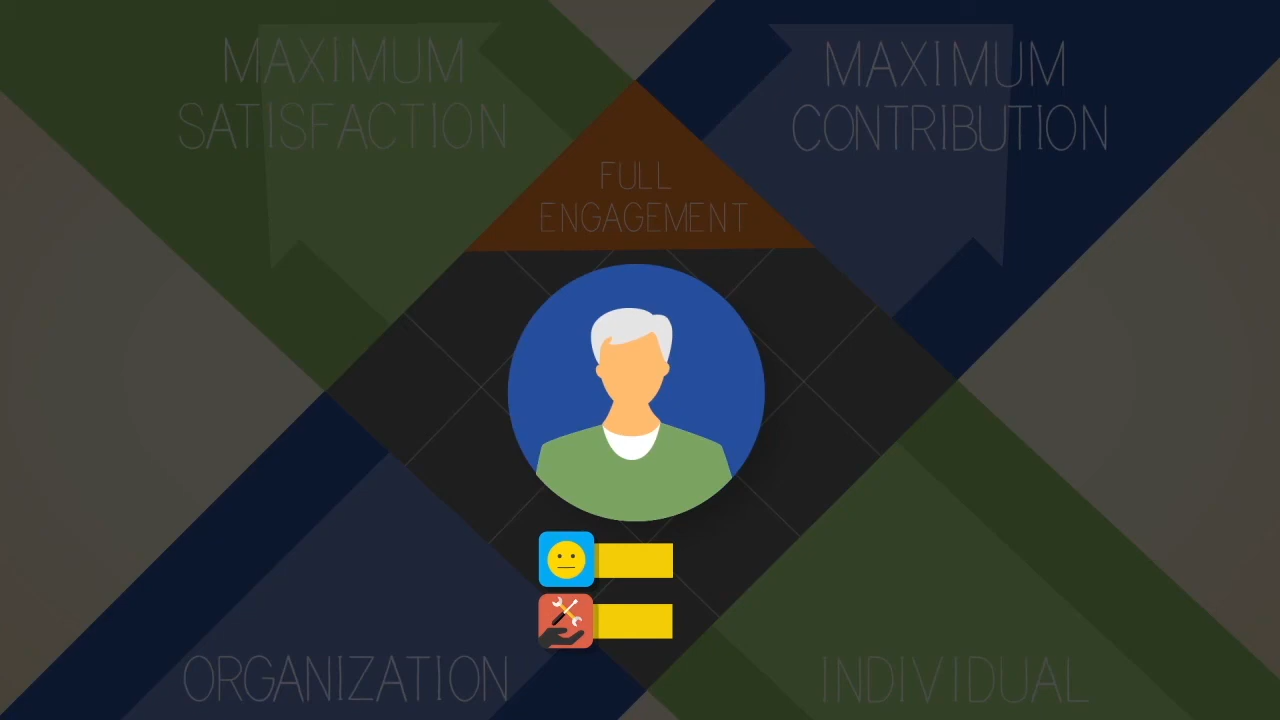 MAXIMUM
SATISFACTION
MAXIMUM
CONTRIBUTION
FULL
ENGAGEMENT
ORGANIZATION
INDIVIDUAL